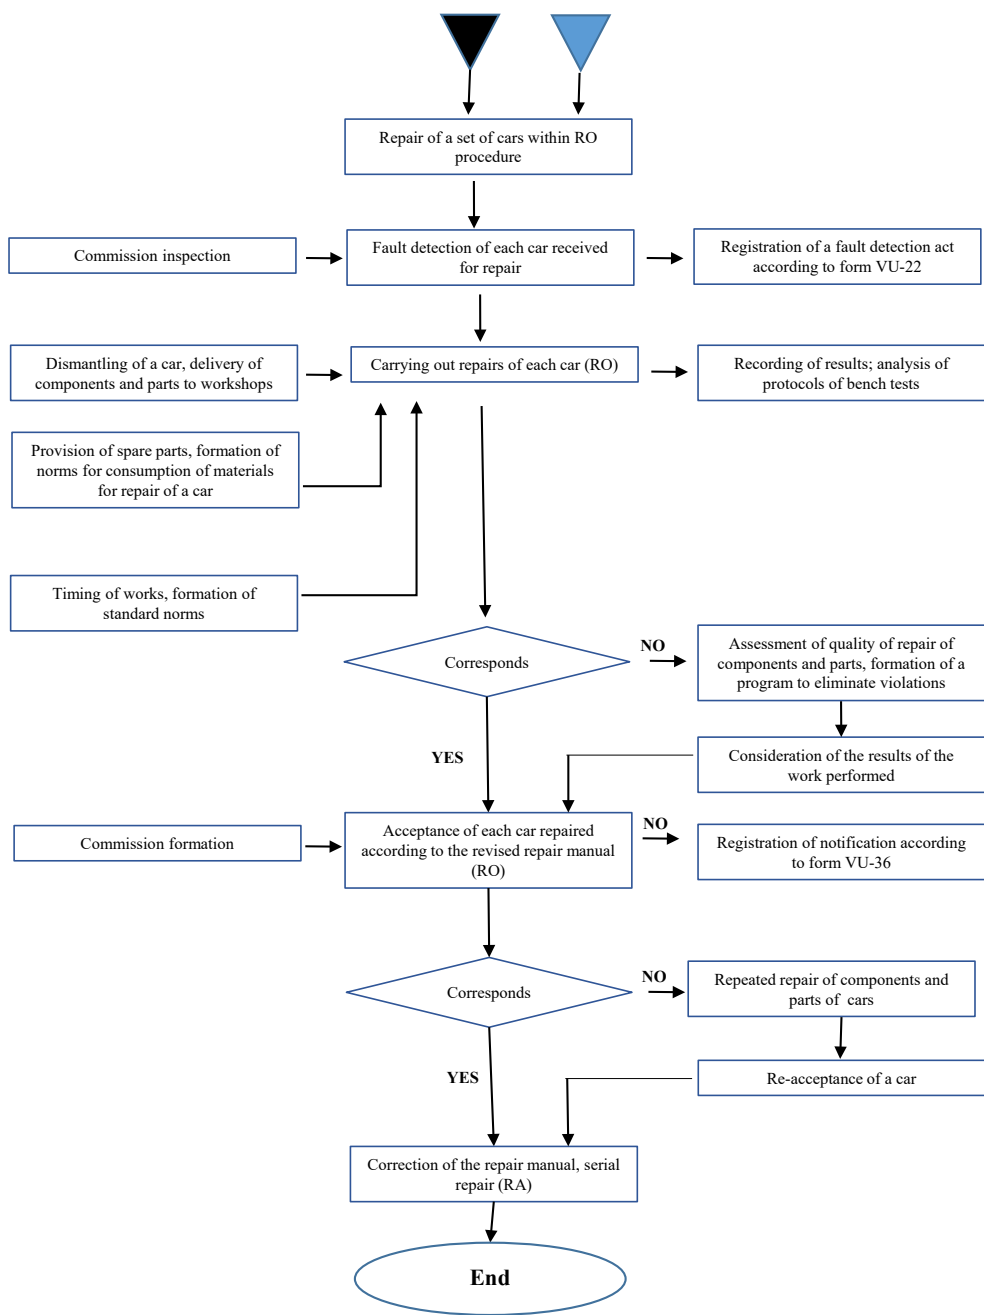 Repair of a set of cars within RO
procedure
Commission inspection
Fault detection of each car received
for repair
Registration of a fault detection act
according to form VU-22
Dismantling of a car, delivery of
components and parts to workshops
Carrying out repairs of each car (RO)
Recording of results; analysis of
protocols of bench tests
Provision of spare parts, formation of
norms for consumption of materials
for repair of a car
Timing of works, formation of
standard norms
Corresponds
NO
Assessment of quality of repair of
components and parts, formation of a
program to eliminate violations
YES
Consideration of the results of the
work performed
Commission formation
Acceptance of each car repaired
according to the revised repair manual
(RO)
NO
Registration of notification according
to form VU-36
Corresponds
NO
Repeated repair of components and
parts of cars
YES
Re-acceptance of a car
Correction of the repair manual, serial
repair (RA)
End